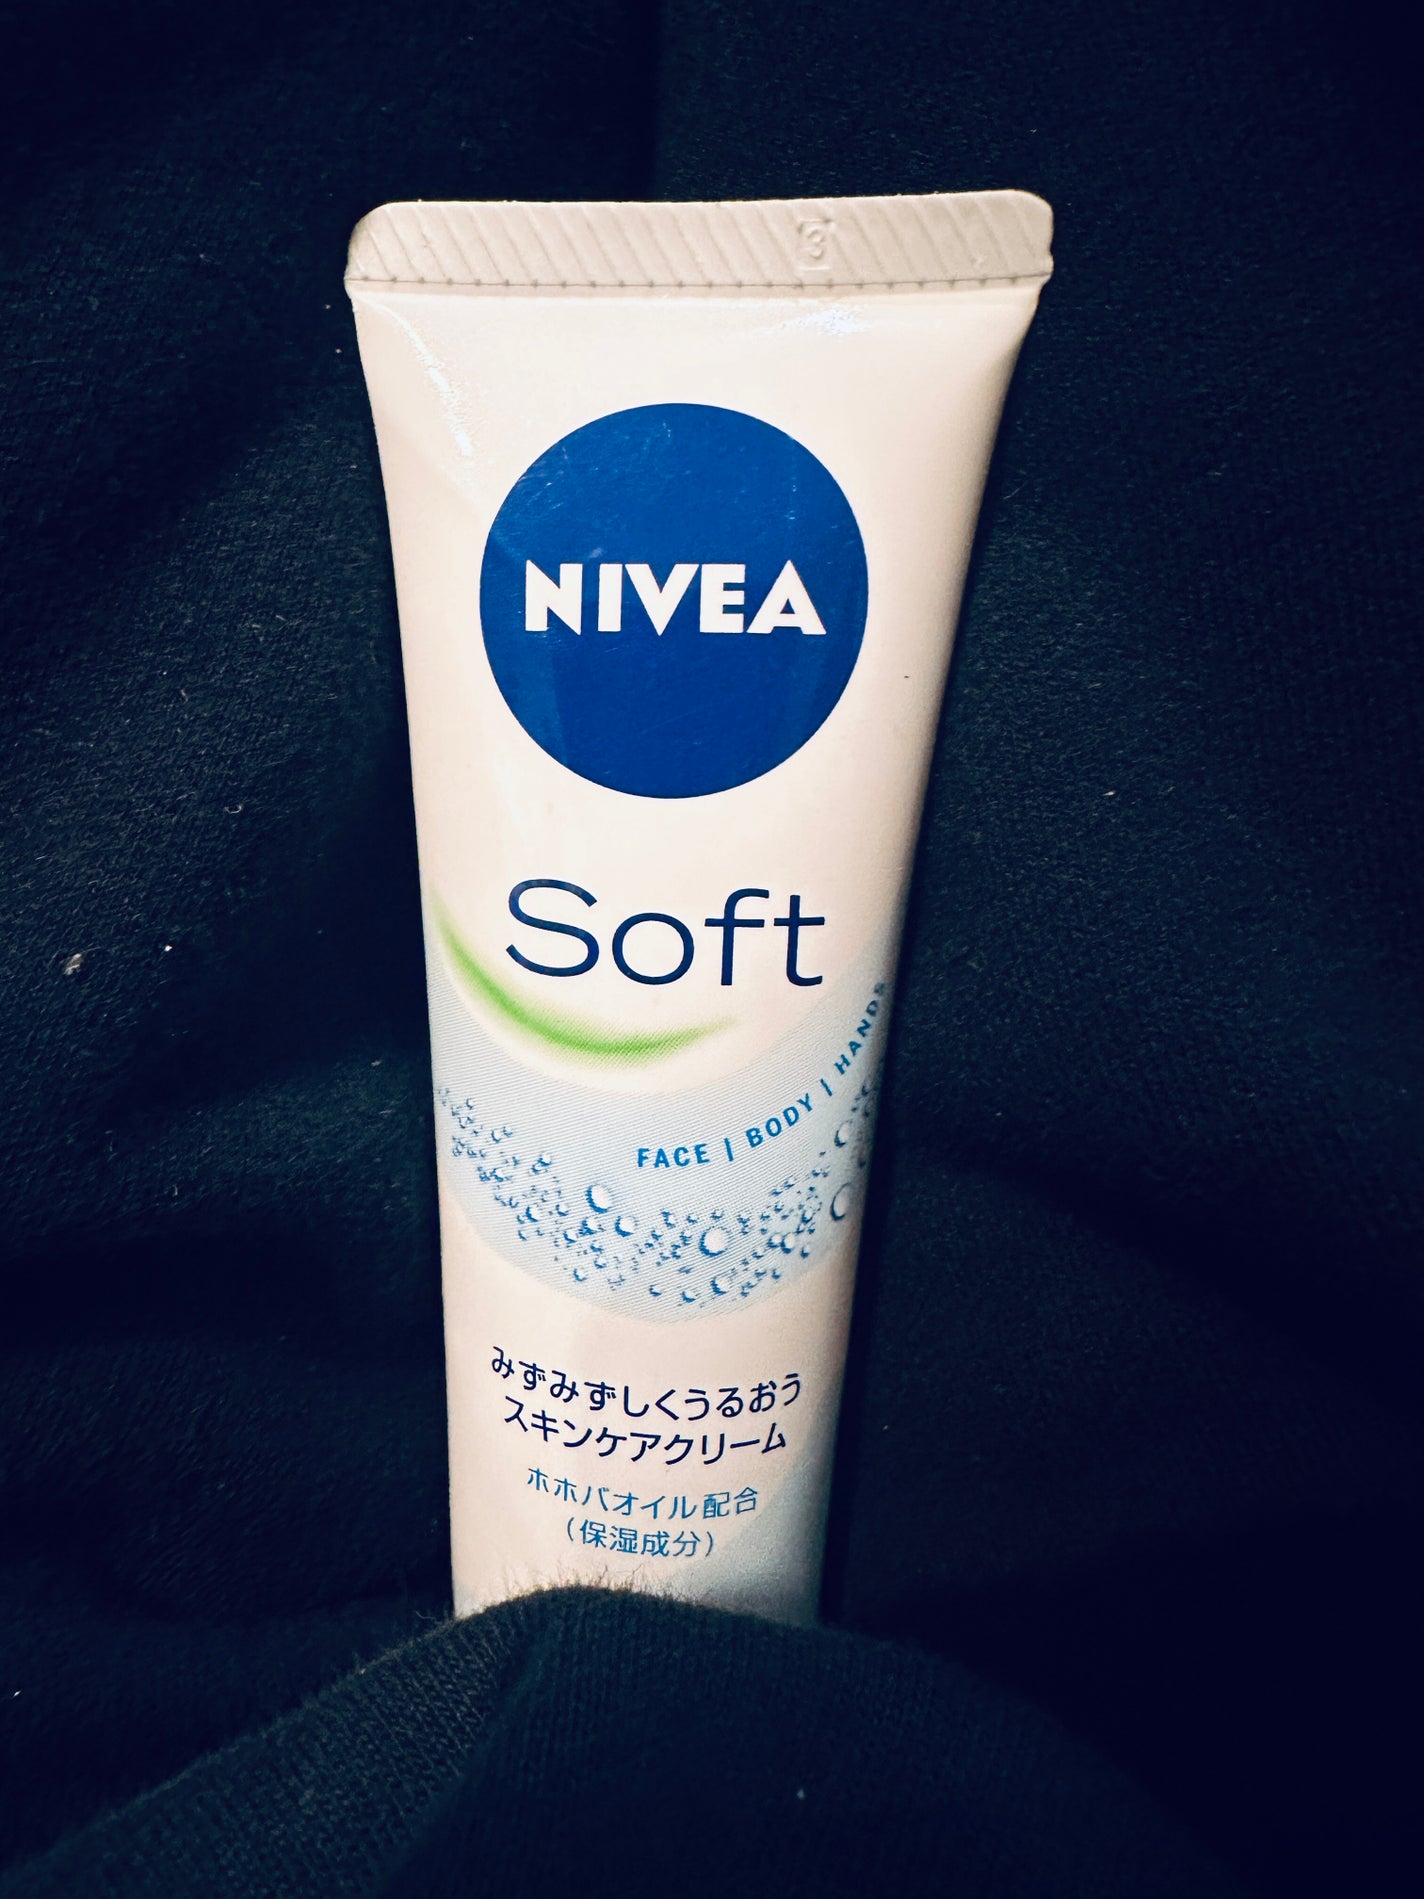 3
NIVEA
Soft
FACE | BODY | HANDS
みずみずしくうるおう
スキンケアクリーム
ホホバオイル配合
（保湿成分）